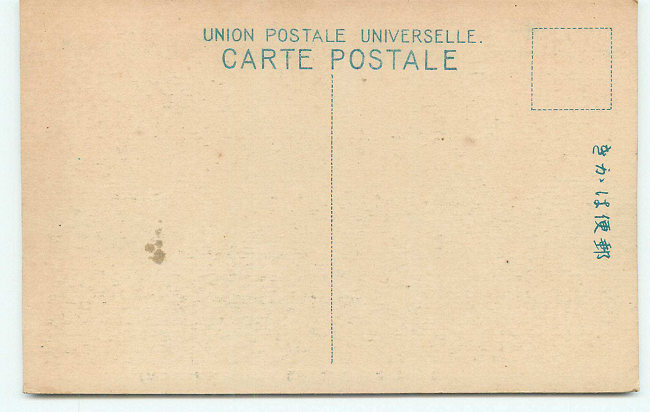 UNION POSTALE UNIVERSELLE.
CARTE POSTALE
きかは便郵